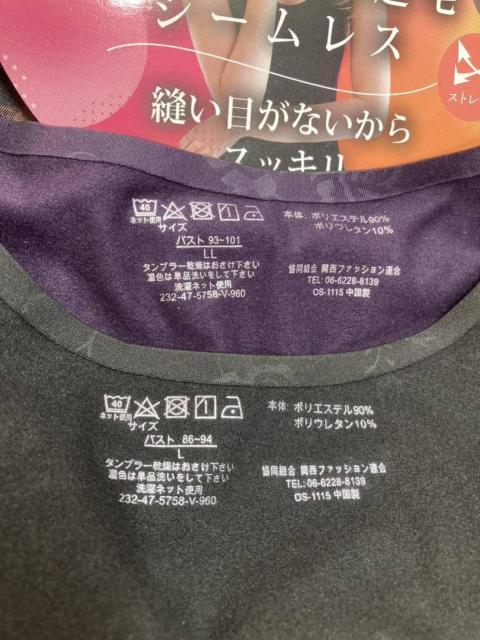 シームレス
ストレ
縫い目がないから
スッキリ
40
ネット使用
サイズ
バスト 93~101
LL
タンブラー乾燥はおさけ下さい
濃色は単品洗いをして下さい
洗濯ネット使用
232-47-5758-V-960
本体: ポリエステル90%
ポリウレタン10%
協同組合 関西ファッション連合
TEL: 06-6228-8139
OS-1115 中国製
40
ネット使用
サイズ
バスト 86~94
L
タンブラー乾燥はおさけ下さい
濃色は単品洗いをして下さい
洗濯ネット使用
232-47-5758-V-960
本体: ポリエステル90%
ポリウレタン10%
協同組合 関西ファッション連合
TEL: 06-6228-8139
OS-1115 中国製